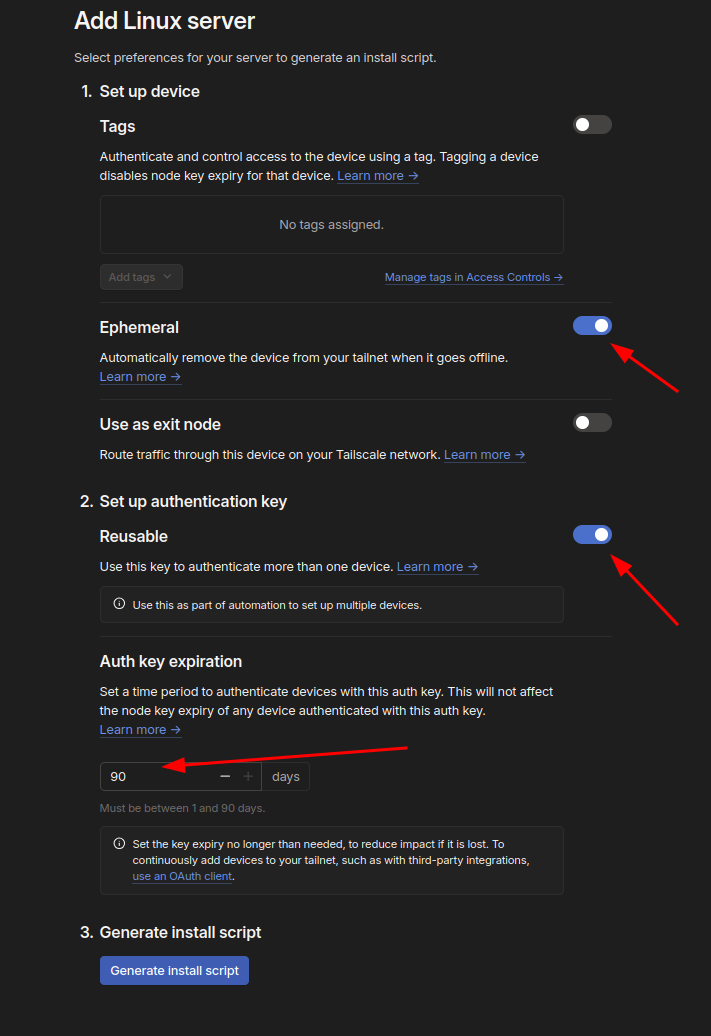 Add Linux server
Select preferences for your server to generate an install script.
1. Set up device
Tags
Authenticate and control access to the device using a tag. Tagging a device
disables node key expiry for that device. Learn more →
No tags assigned.
Add tags
Manage tags in Access Controls →
Ephemeral
Automatically remove the device from your tailnet when it goes offline.
Learn more →
Use as exit node
Route traffic through this device on your Tailscale network. Learn more →
2. Set up authentication key
Reusable
Use this key to authenticate more than one device. Learn more →
Use this as part of automation to set up multiple devices.
Auth key expiration
Set a time period to authenticate devices with this auth key. This will not affect
the node key expiry of any device authenticated with this auth key.
Learn more →
90 − + days
Must be between 1 and 90 days.
Set the key expiry no longer than needed, to reduce impact if it is lost. To
continuously add devices to your tailnet, such as with third-party integrations,
use an OAuth client.
3. Generate install script
Generate install script